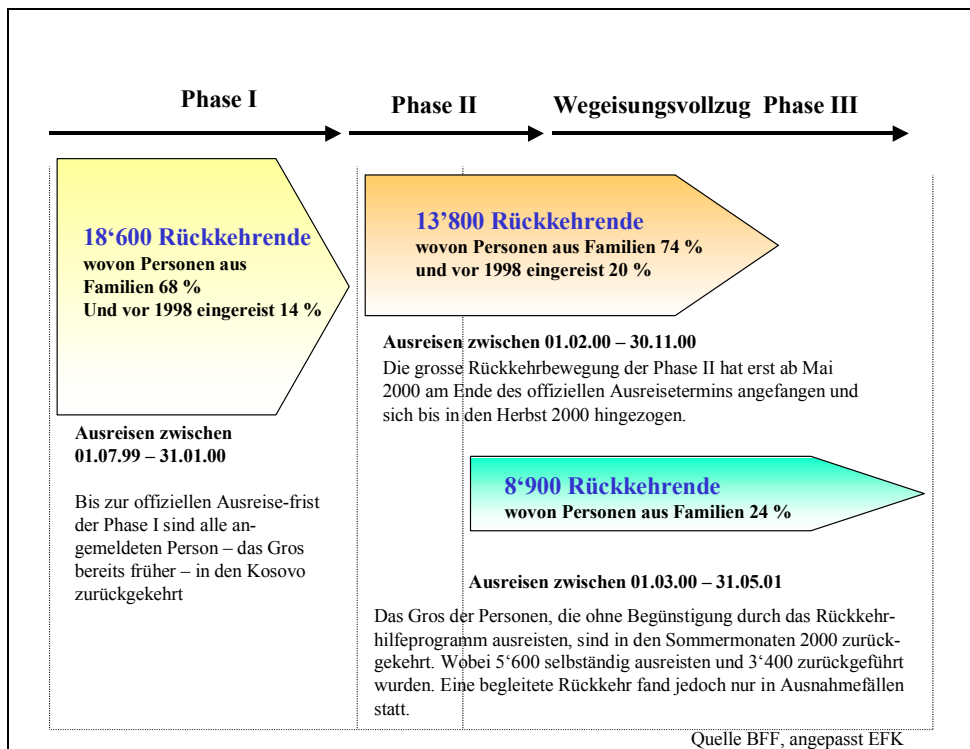 Phase I
Phase II
Wegeisungsvollzug Phase III
18‘600 Rückkehrende
wovon Personen aus
Familien 68 %
Und vor 1998 eingereist 14 %
Ausreisen zwischen
01.07.99 – 31.01.00
Bis zur offiziellen Ausreise-frist
der Phase I sind alle an-
gemeldeten Person – das Gros
bereits früher – in den Kosovo
zurückgekehrt
13’800 Rückkehrende
wovon Personen aus Familien 74 %
und vor 1998 eingereist 20 %
Ausreisen zwischen 01.02.00 – 30.11.00
Die grosse Rückkehrbewegung der Phase II hat erst ab Mai
2000 am Ende des offiziellen Ausreisetermins angefangen und
sich bis in den Herbst 2000 hingezogen.
8‘900 Rückkehrende
wovon Personen aus Familien 24 %
Ausreisen zwischen 01.03.00 – 31.05.01
Das Gros der Personen, die ohne Begünstigung durch das Rückkehr-
hilfeprogramm ausreisten, sind in den Sommermonaten 2000 zurück-
gekehrt. Wobei 5‘600 selbständig ausreisten und 3‘400 zurückgeführt
wurden. Eine begleitete Rückkehr fand jedoch nur in Ausnahmefällen
statt.
Quelle BFF, angepasst EFK